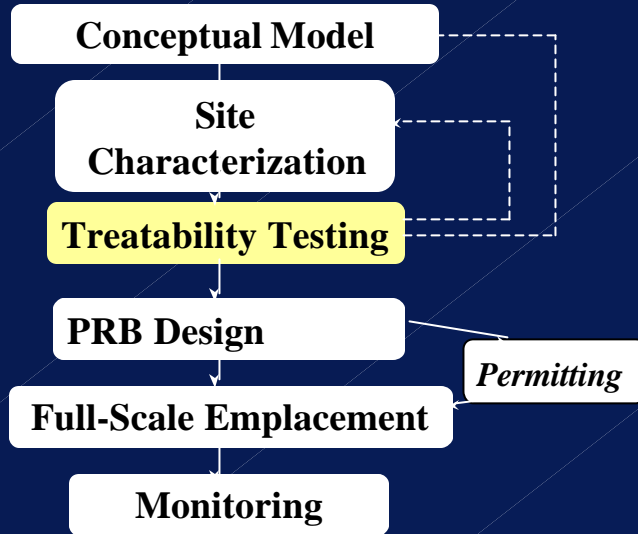 Conceptual Model
Site
Characterization
Treatability Testing
PRB Design
Permitting
Full-Scale Emplacement
Monitoring